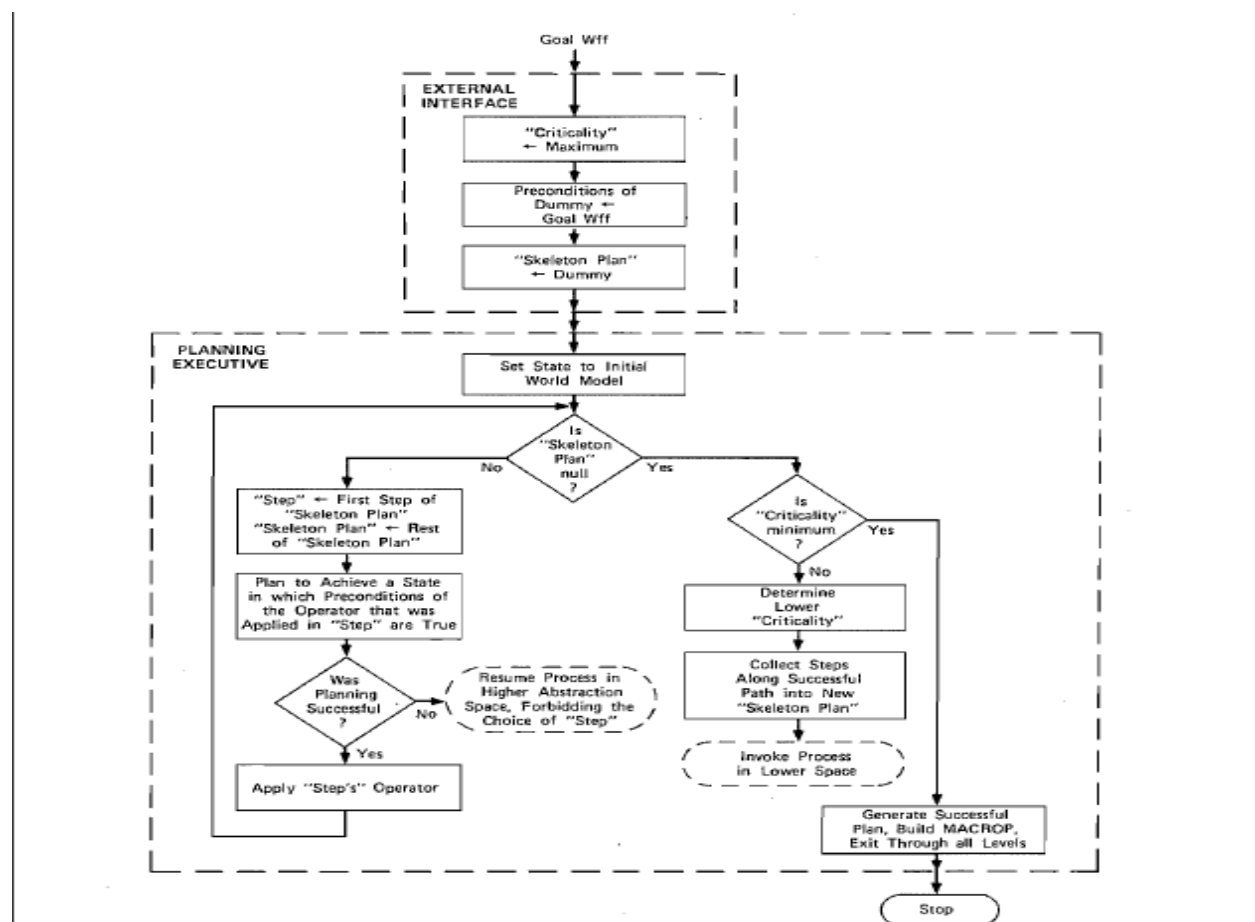 Goal Wff
EXTERNAL
INTERFACE
"Criticality"
← Maximum
Preconditions of
Dummy ←
Goal Wff
"Skeleton Plan"
← Dummy
PLANNING
EXECUTIVE
Set State to Initial
World Model
Is
"Skeleton
Plan"
null
?
No
Yes
"Step" ← First Step of
"Skeleton Plan"
"Skeleton Plan" ← Rest
of "Skeleton Plan"
Plan to Achieve a State
in which Preconditions of
the Operator that was
Applied in "Step" are True
Was
Planning
Successful
?
No
Yes
Resume Process in
Higher Abstraction
Space, Forbidding the
Choice of "Step"
Apply "Step's" Operator
Is
"Criticality"
minimum
?
Yes
No
Determine
Lower
"Criticality"
Collect Steps
Along Successful
Path into New
"Skeleton Plan"
Invoke Process
in Lower Space
Generate Successful
Plan, Build MACROP,
Exit Through all Levels
Stop